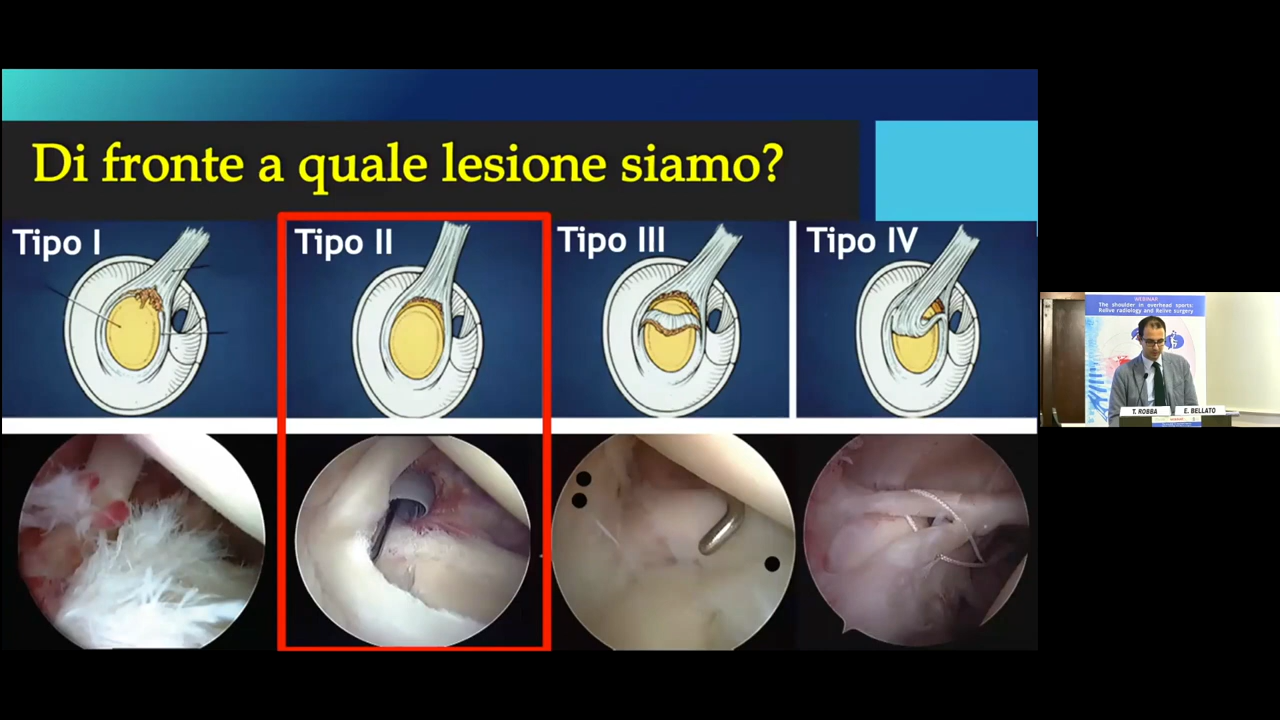 Di fronte a quale lesione siamo?
Tipo I
Tipo II
Tipo III
Tipo IV
WEBINAR
The shoulder in overhead sports:
Relive radiology and Relive surgery
T. ROBBA
E. BELLATO